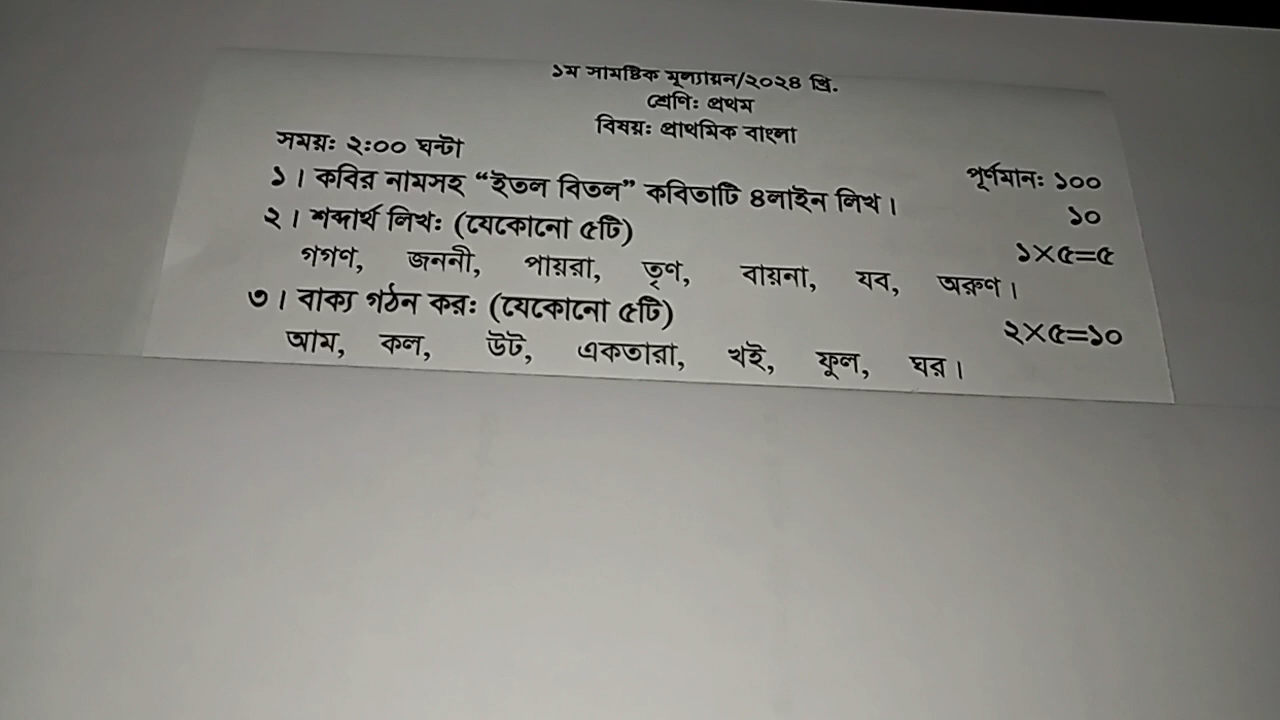 ১ম সামষ্টিক মূল্যায়ন/২০২৪ খ্রি.
শ্রেণিঃ প্রথম
বিষয়ঃ প্রাথমিক বাংলা
সময়ঃ ২ঃ০০ ঘন্টা পূর্ণমানঃ ১০০
১। কবির নামসহ “ইতল বিতল” কবিতাটি ৪লাইন লিখ। ১০
২। শব্দার্থ লিখঃ (যেকোনো ৫টি) ১×৫=৫
গগণ, জননী, পায়রা, তৃণ, বায়না, যব, অরুণ।
৩। বাক্য গঠন করঃ (যেকোনো ৫টি) ২×৫=১০
আম, কল, উট, একতারা, খই, ফুল, ঘর।